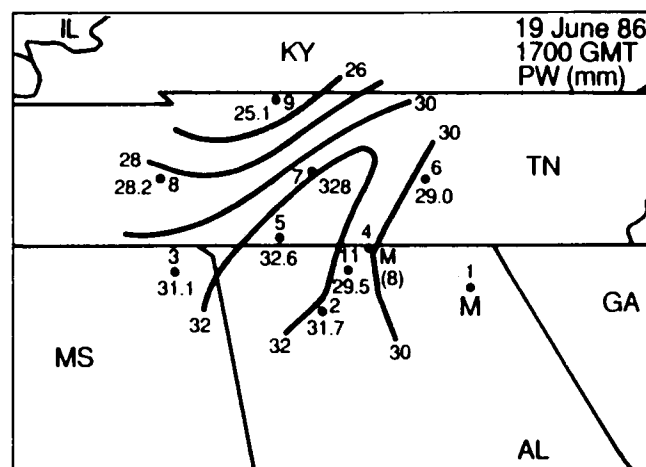 IL
KY
19 June 86
1700 GMT
PW (mm)
26
9
25.1
30
28
28.2
8
7
328
30
6
29.0
TN
5
32.6
4
3
31.1
11
29.5
M
(8)
1
M
2
31.7
32
32
30
GA
MS
AL